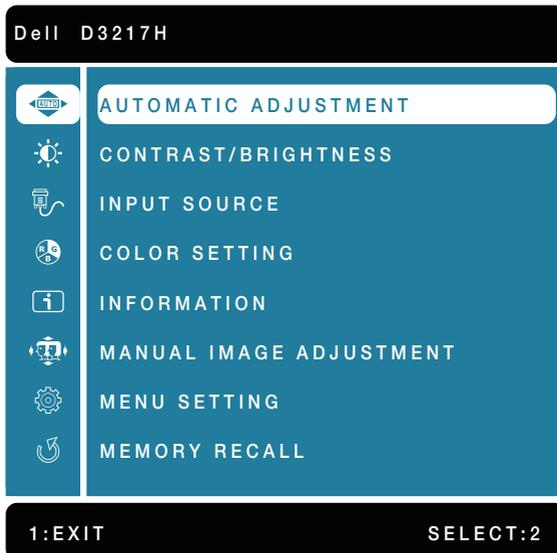 Dell D3217H
AUTO
AUTOMATIC ADJUSTMENT
CONTRAST/BRIGHTNESS
INPUT SOURCE
R G
B
COLOR SETTING
i
INFORMATION
MANUAL IMAGE ADJUSTMENT
MENU SETTING
MEMORY RECALL
1:EXIT SELECT:2